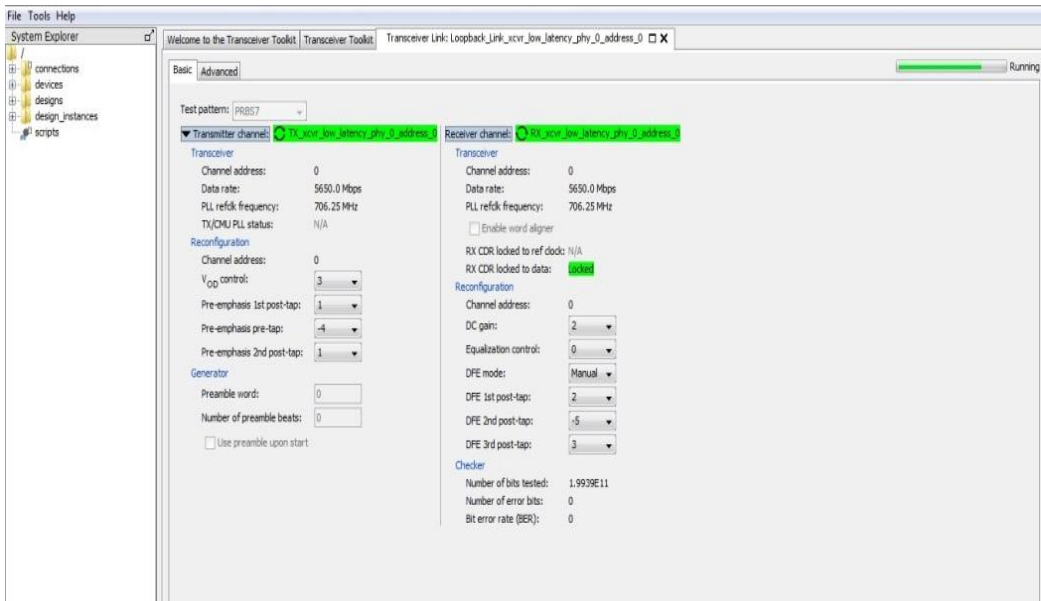 File Tools Help
System Explorer
/
connections
devices
designs
design_instances
scripts
Welcome to the Transceiver Toolkit
Transceiver Toolkit
Transceiver Link: Loopback_Link_xcvr_low_latency_phy_0_address_0
Basic
Advanced
Running
Test pattern: PRBS7
Transmitter channel: TX_xcvr_low_latency_phy_0_address_0
Transceiver
Channel address: 0
Data rate: 5650.0 Mbps
PLL refclk frequency: 706.25 MHz
TX/CMU PLL status: N/A
Reconfiguration
Channel address: 0
VOD control: 3
Pre-emphasis 1st post-tap: 1
Pre-emphasis pre-tap: -4
Pre-emphasis 2nd post-tap: 1
Generator
Preamble word: 0
Number of preamble beats: 0
Use preamble upon start
Receiver channel: RX_xcvr_low_latency_phy_0_address_0
Transceiver
Channel address: 0
Data rate: 5650.0 Mbps
PLL refclk frequency: 706.25 MHz
Enable word aligner
RX CDR locked to ref clock: N/A
RX CDR locked to data: Locked
Reconfiguration
Channel address: 0
DC gain: 2
Equalization control: 0
DFE mode: Manual
DFE 1st post-tap: 2
DFE 2nd post-tap: -5
DFE 3rd post-tap: 3
Checker
Number of bits tested: 1.9939E11
Number of error bits: 0
Bit error rate (BER): 0